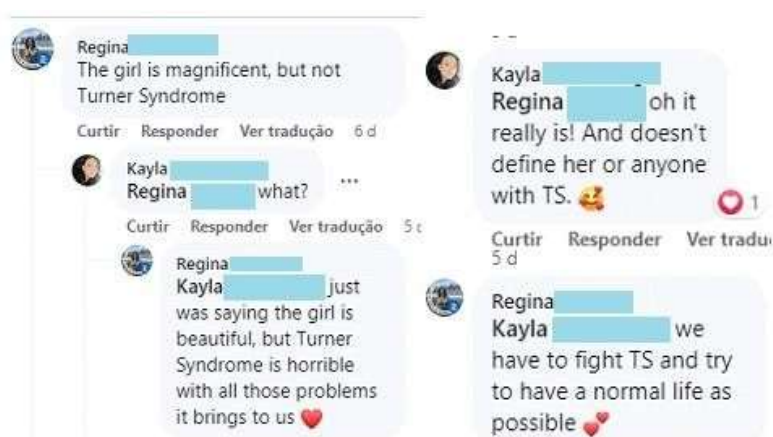 Regina
The girl is magnificent, but not
Turner Syndrome
Curtir Responder Ver tradução 6 d
Kayla
Regina what?
Curtir Responder Ver tradução 5
Regina
Kayla just
was saying the girl is
beautiful, but Turner
Syndrome is horrible
with all those problems
it brings to us ❤️
Kayla
Regina oh it
really is! And doesn't
define her or anyone
with TS. 🥰
1
Curtir Responder Ver tradu
5 d
Regina
Kayla we
have to fight TS and try
to have a normal life as
possible 💕